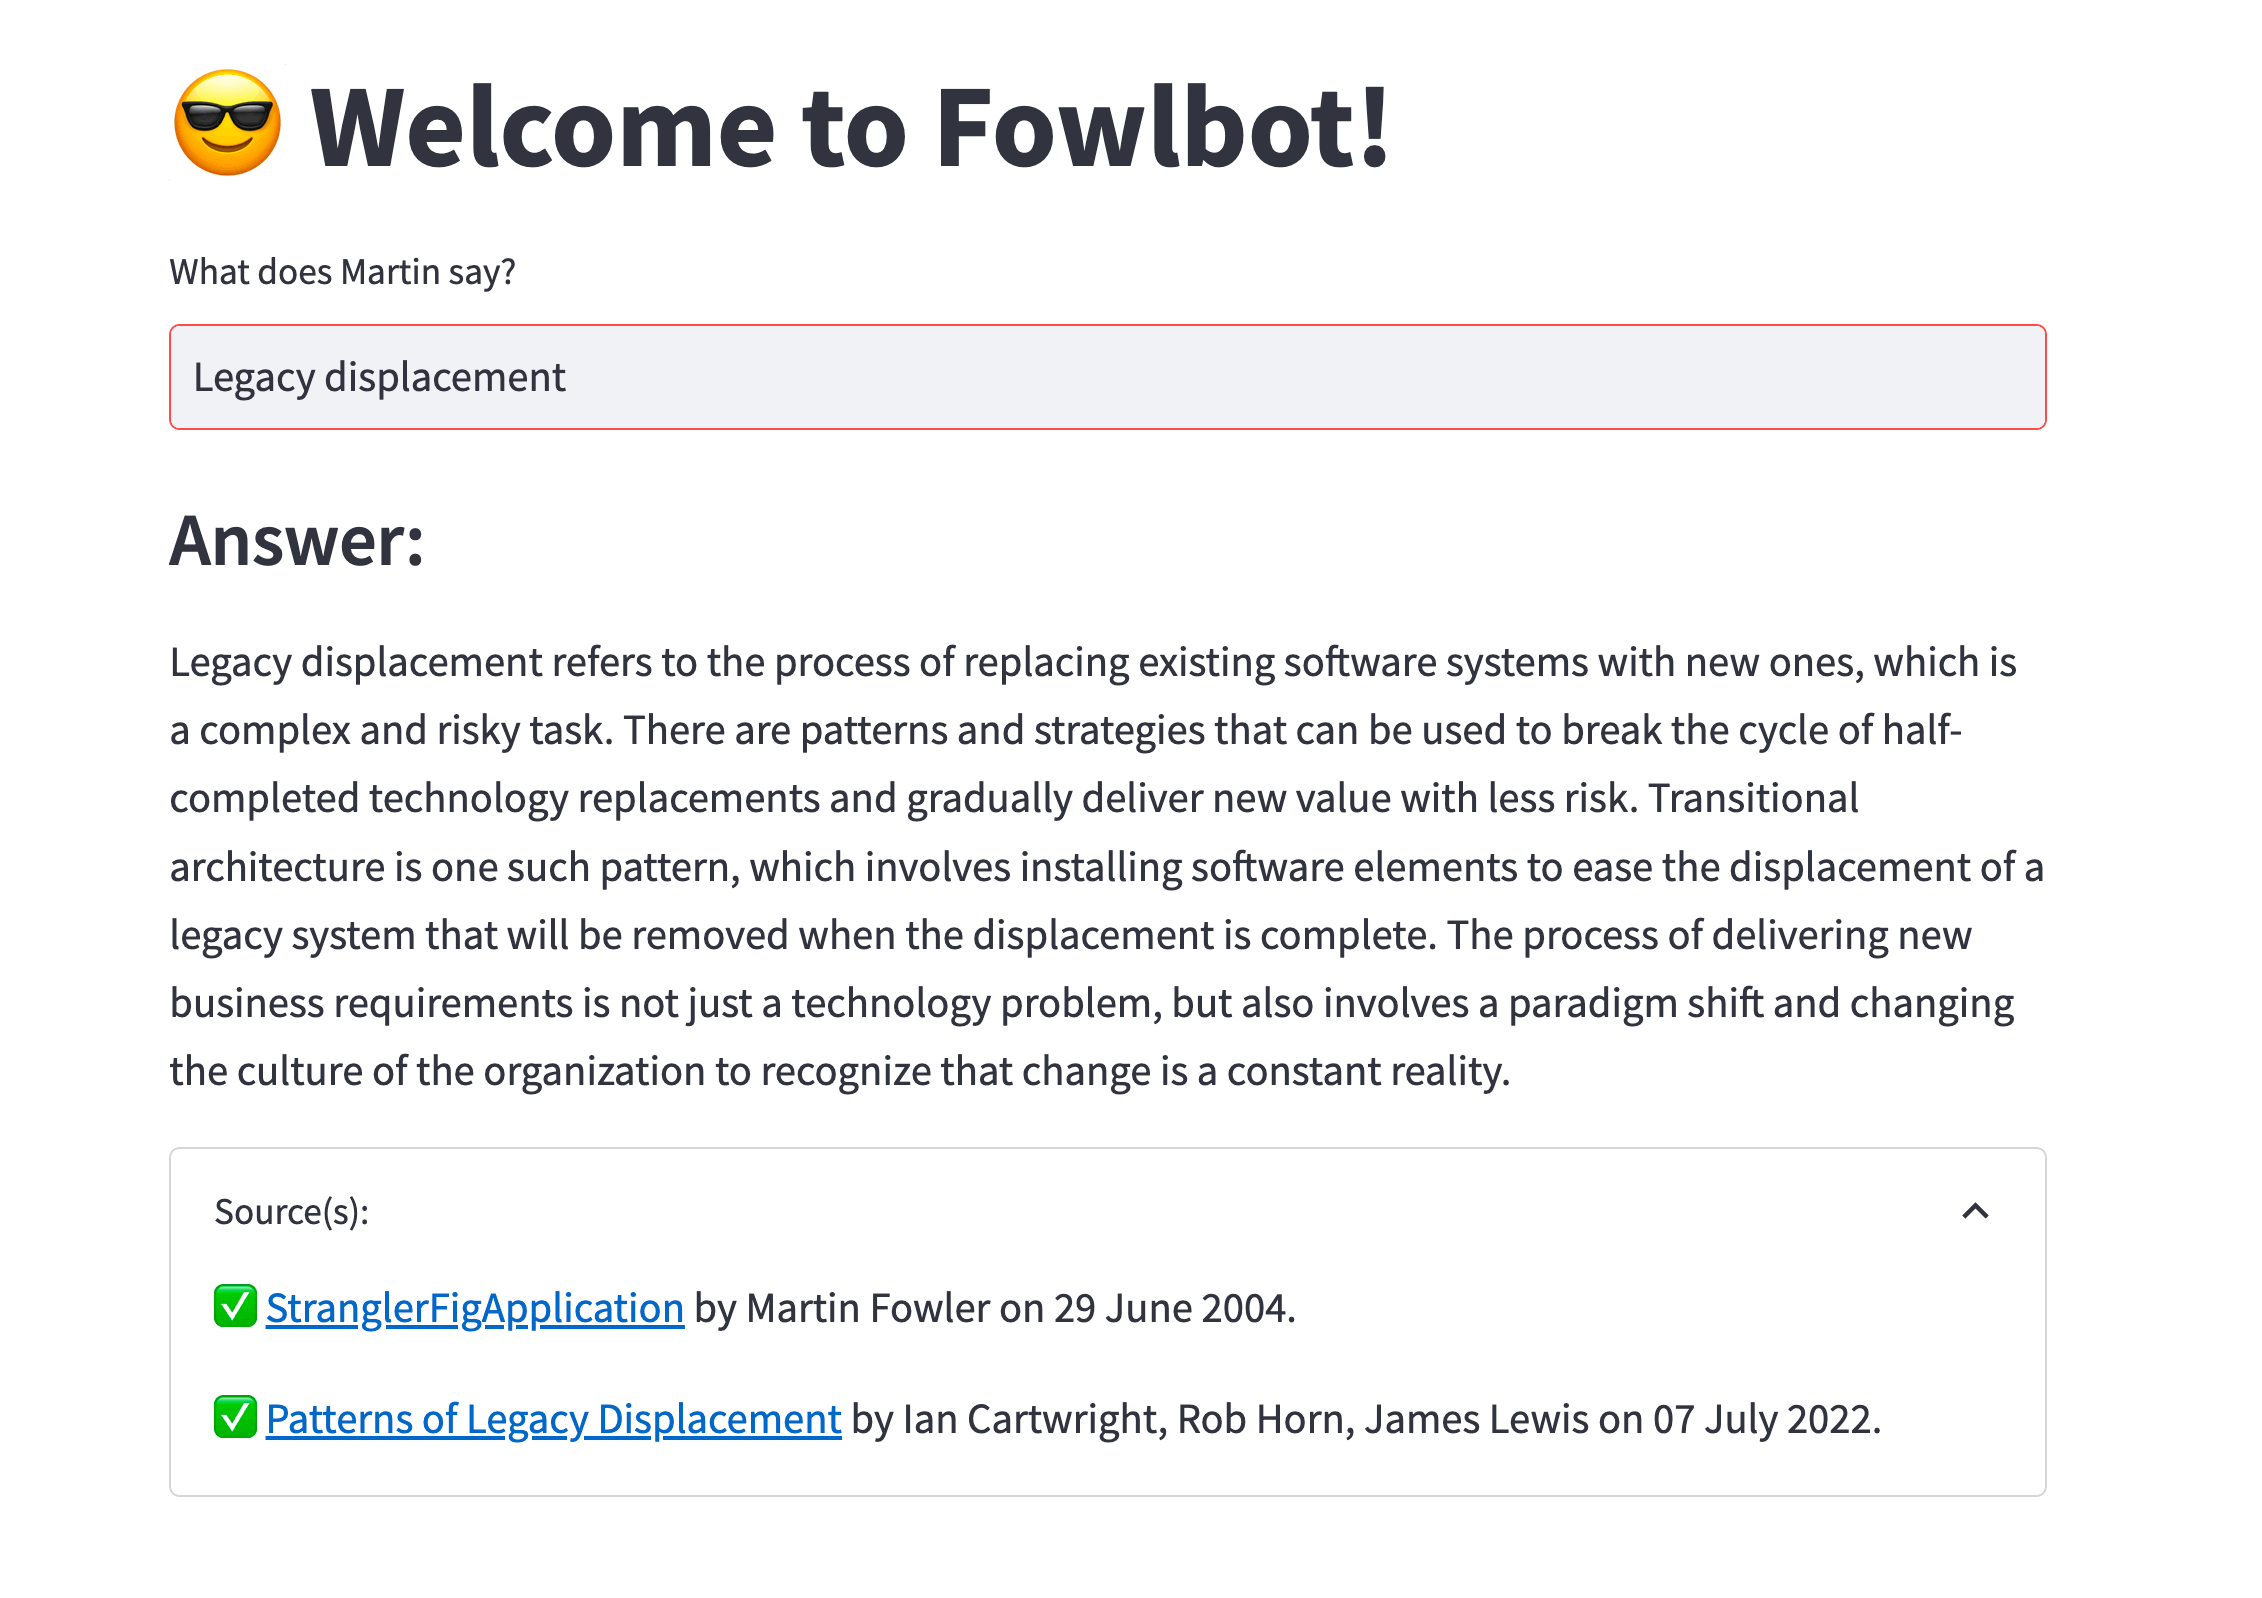 😎 Welcome to Fowlbot!
What does Martin say?
Legacy displacement
Answer:
Legacy displacement refers to the process of replacing existing software systems with new ones, which is
a complex and risky task. There are patterns and strategies that can be used to break the cycle of half-
completed technology replacements and gradually deliver new value with less risk. Transitional
architecture is one such pattern, which involves installing software elements to ease the displacement of a
legacy system that will be removed when the displacement is complete. The process of delivering new
business requirements is not just a technology problem, but also involves a paradigm shift and changing
the culture of the organization to recognize that change is a constant reality.
Source(s):
✅ StranglerFigApplication by Martin Fowler on 29 June 2004.
✅ Patterns of Legacy Displacement by Ian Cartwright, Rob Horn, James Lewis on 07 July 2022.